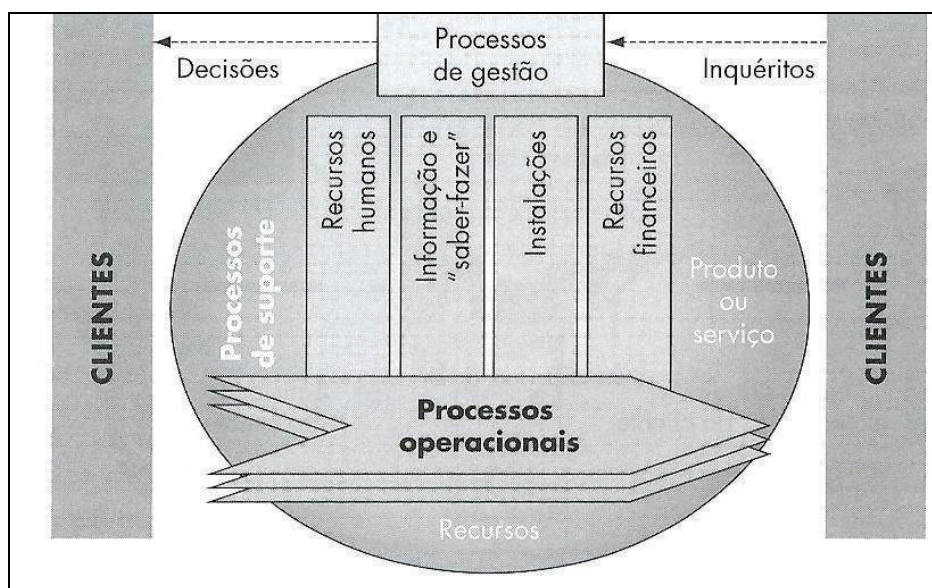 Processos
de gestão
Decisões
Inquéritos
CLIENTES
Processos
de suporte
Recursos
humanos
Informação e
“saber-fazer”
Instalações
Recursos
financeiros
Produto
ou
serviço
CLIENTES
Processos
operacionais
Recursos